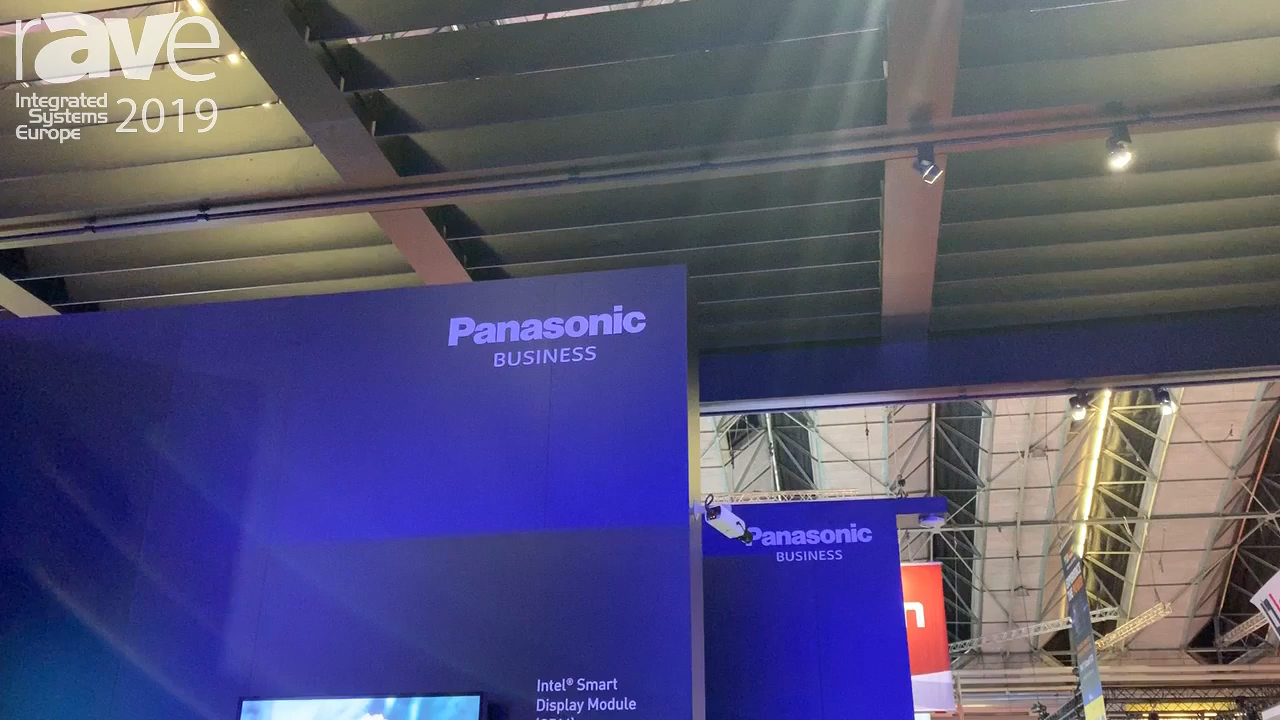 rave
Integrated
Systems
Europe
2019
Panasonic
BUSINESS
Panasonic
BUSINESS
Intel® Smart
Display Module